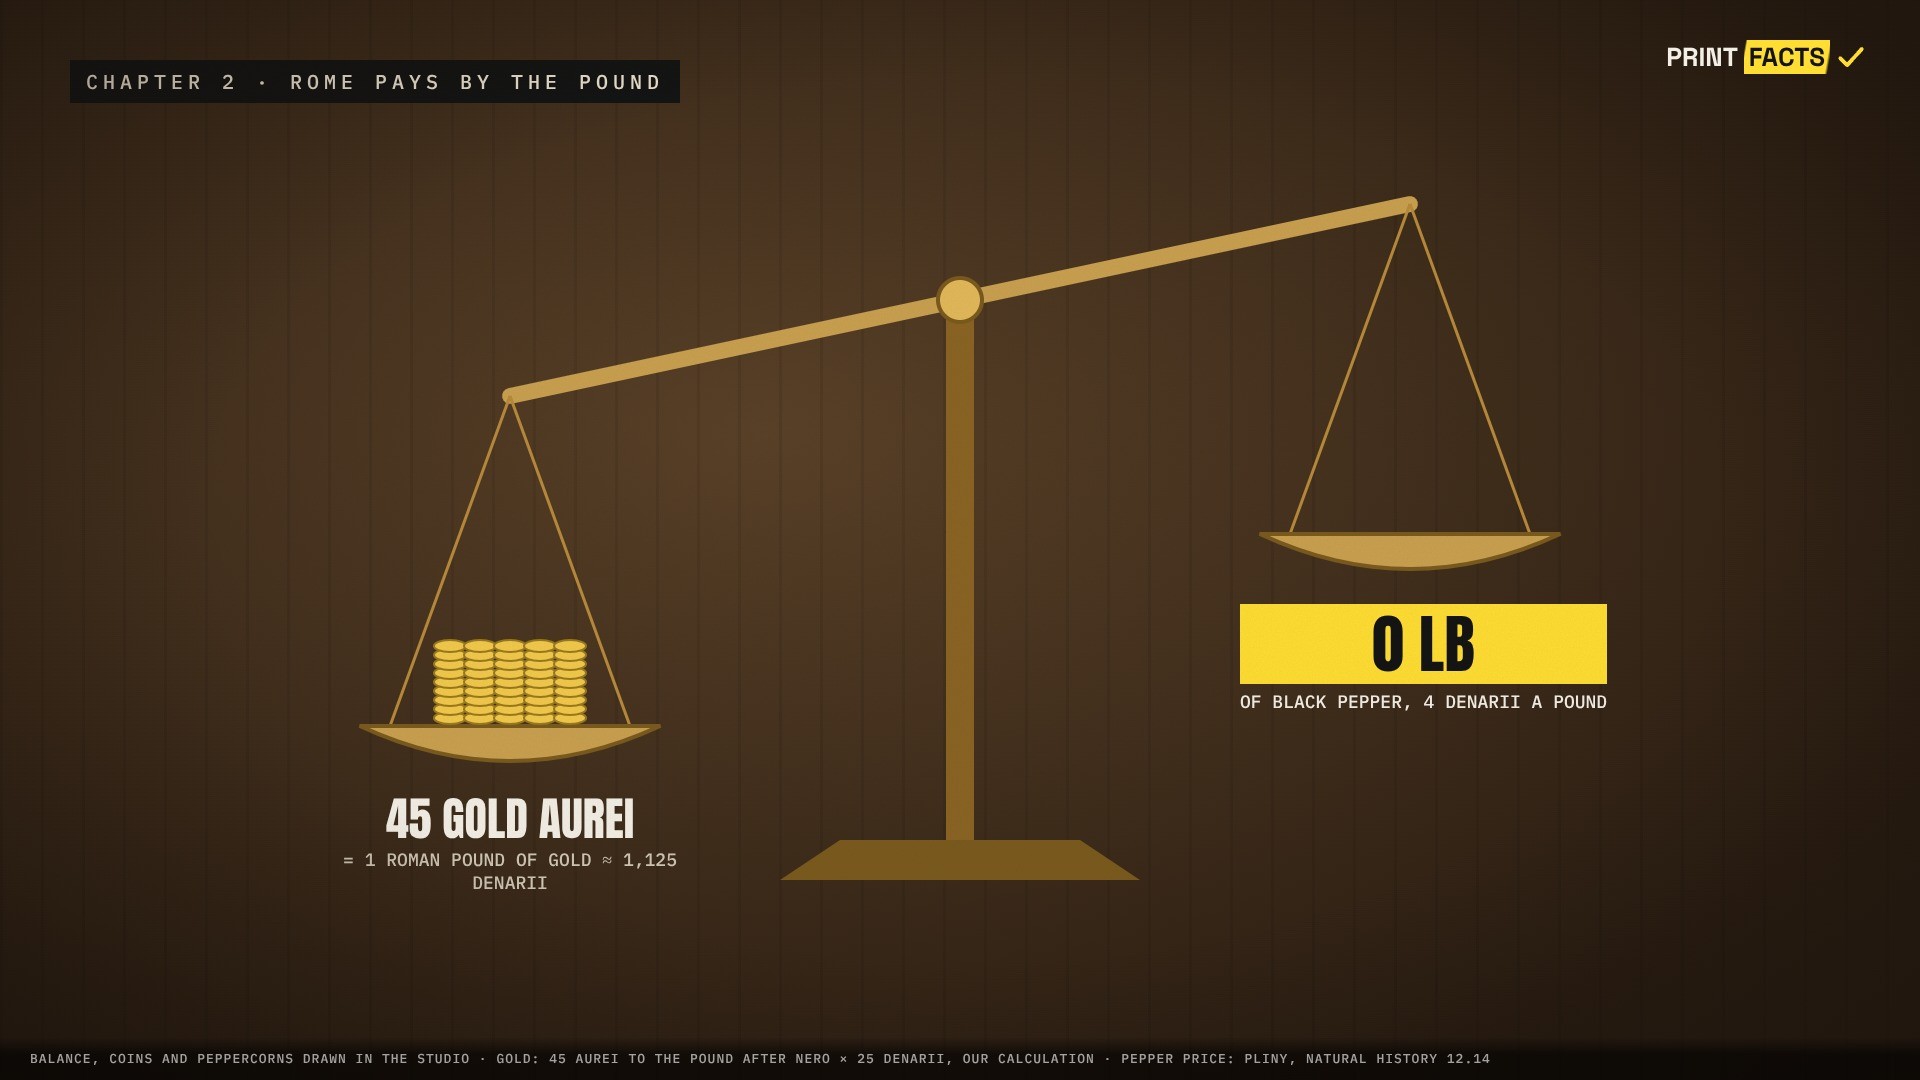 CHAPTER 2 · ROME PAYS BY THE POUND
PRINT FACTS
0 LB
OF BLACK PEPPER, 4 DENARII A POUND
45 GOLD AUREI
= 1 ROMAN POUND OF GOLD ≈ 1,125
DENARII
BALANCE, COINS AND PEPPERCORNS DRAWN IN THE STUDIO · GOLD: 45 AUREI TO THE POUND AFTER NERO × 25 DENARII, OUR CALCULATION · PEPPER PRICE: PLINY, NATURAL HISTORY 12.14